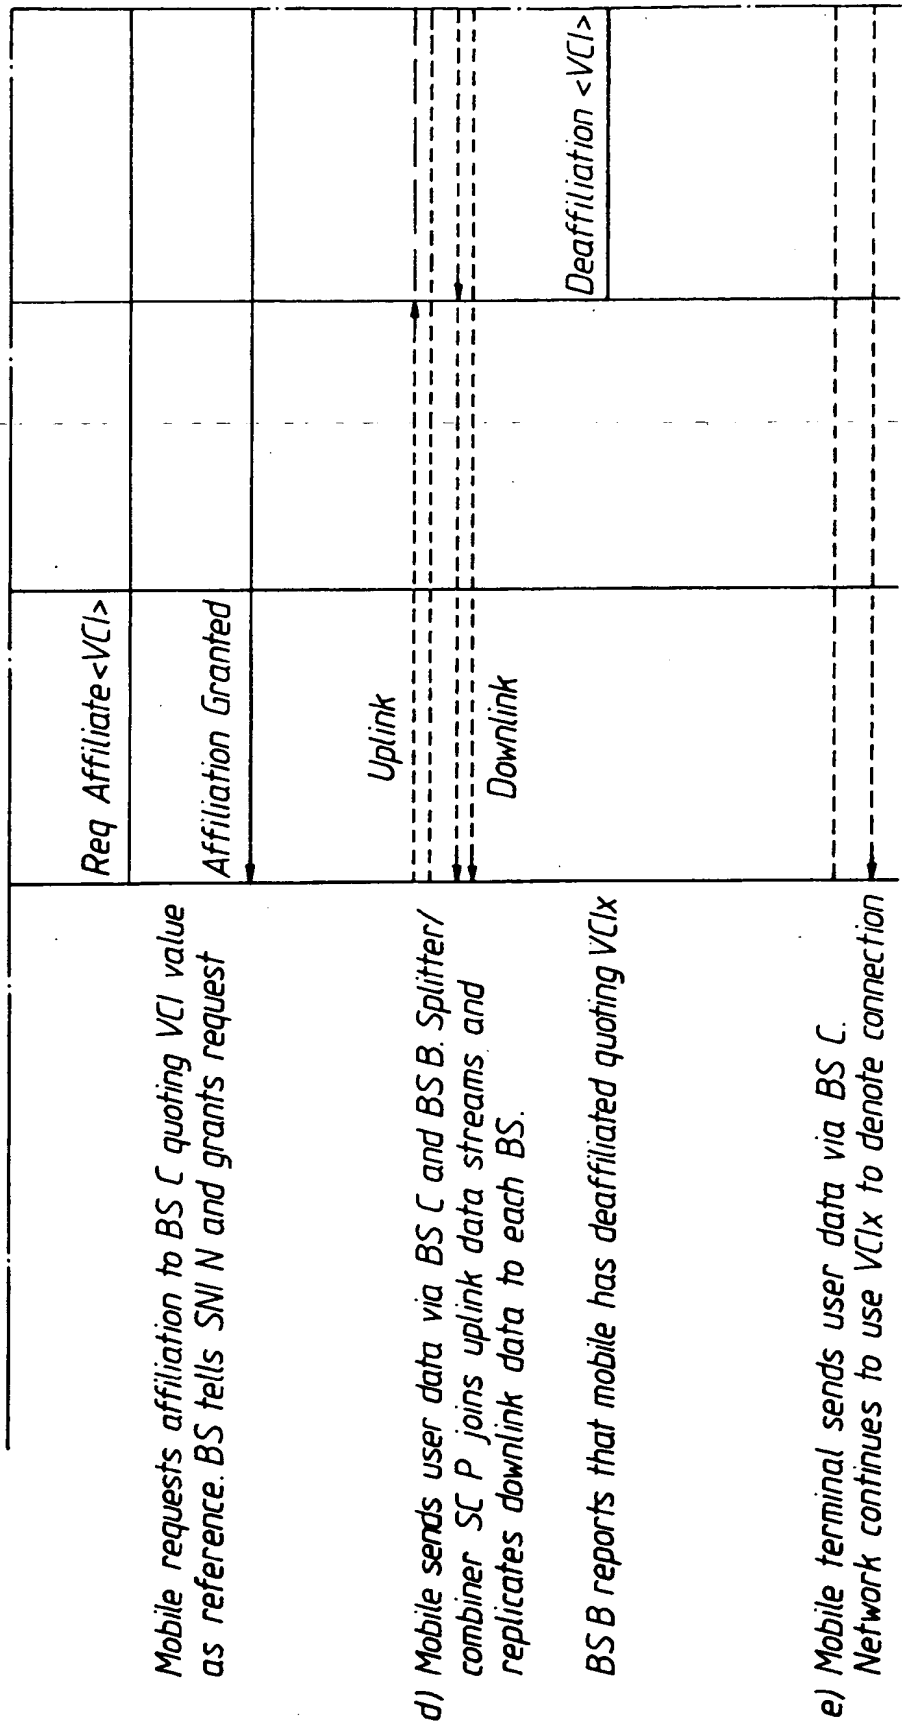 Mobile requests affiliation to BS C quoting VCI value
as reference. BS tells SNI N and grants request
Req Affiliate<VCI>
Affiliation Granted
d) Mobile sends user data via BS C and BS B. Splitter/
combiner SC P joins uplink data streams and
replicates downlink data to each BS.
Uplink
Downlink
BS B reports that mobile has deaffiliated quoting VCIx
Deaffiliation <VCI>
e) Mobile terminal sends user data via BS C.
Network continues to use VCIx to denote connection